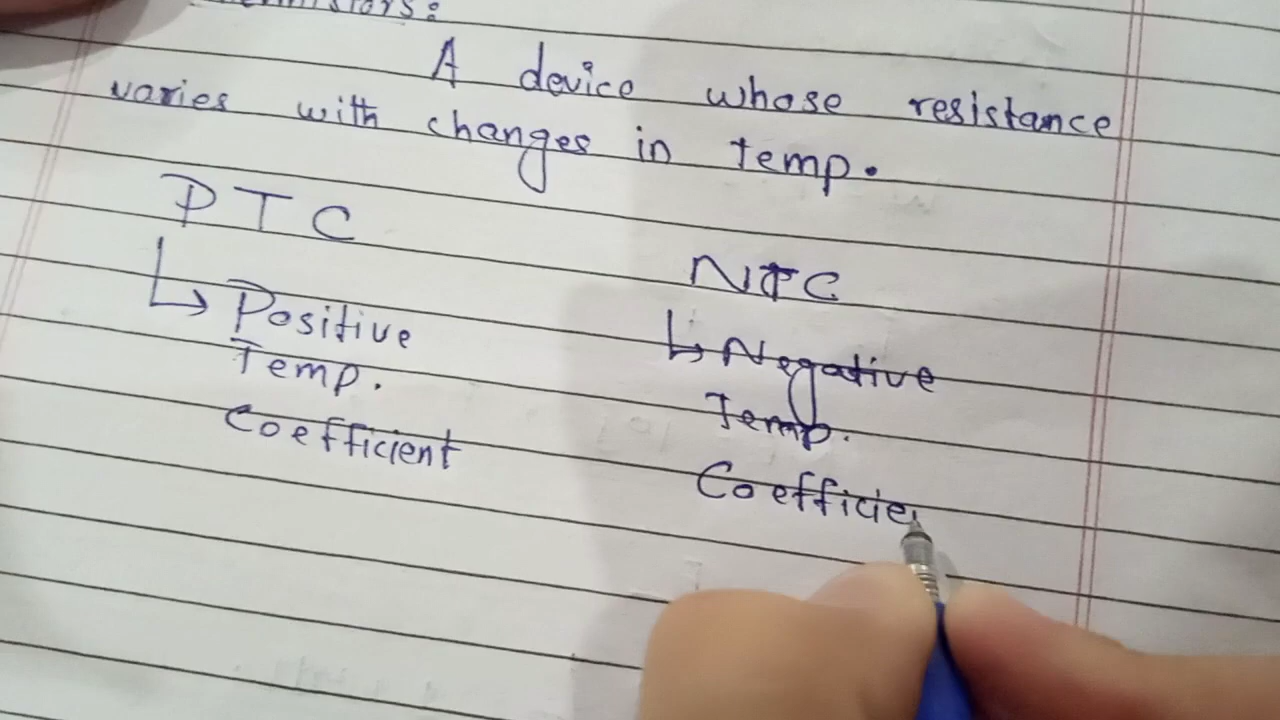 A device whose resistance
varies with changes in temp.
PTC
Positive
Temp.
Coefficient
NTC
Negative
Temp.
Coefficie